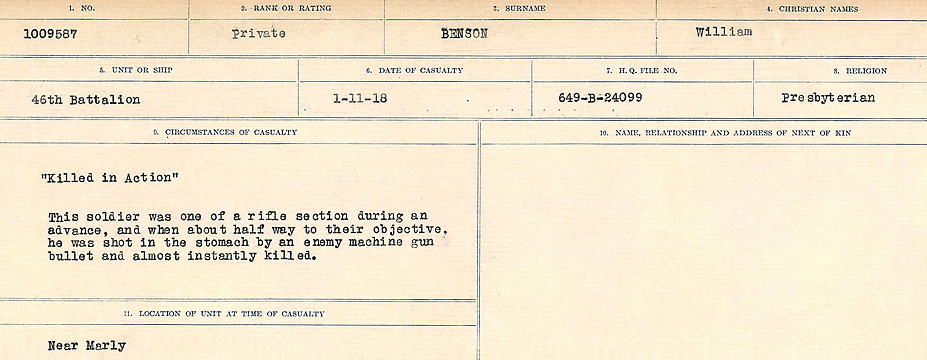 1. NO. 2. RANK OR RATING 3. SURNAME 4. CHRISTIAN NAMES
1009587 Private BENSON William
5. UNIT OR SHIP 6. DATE OF CASUALTY 7. H.Q. FILE NO. 8. RELIGION
46th Battalion 1-11-18 649-B-24099 Presbyterian
9. CIRCUMSTANCES OF CASUALTY 10. NAME, RELATIONSHIP AND ADDRESS OF NEXT OF KIN
"Killed in Action"
This soldier was one of a rifle section during an
advance, and when about half way to their objective,
he was shot in the stomach by an enemy machine gun
bullet and almost instantly killed.
11. LOCATION OF UNIT AT TIME OF CASUALTY
Near Marly